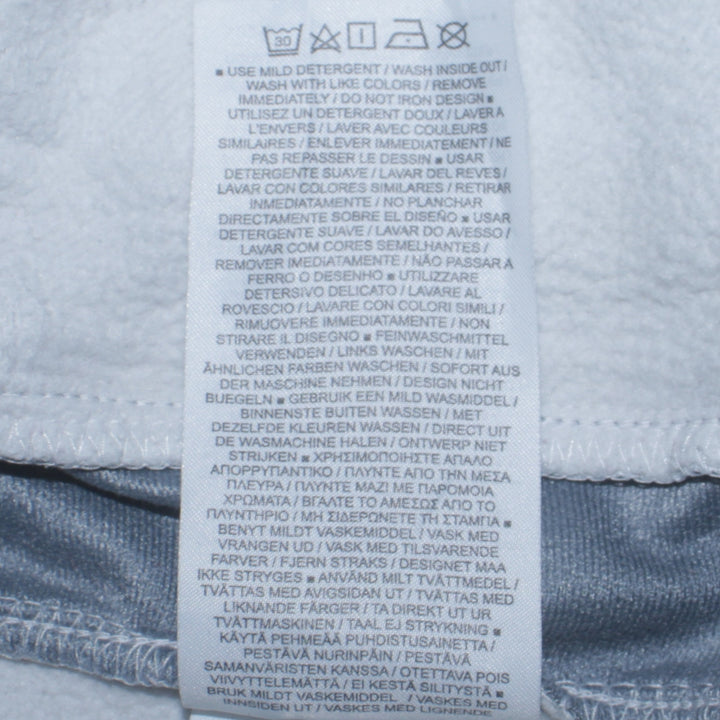 30
▪ USE MILD DETERGENT / WASH INSIDE OUT /
WASH WITH LIKE COLORS / REMOVE
IMMEDIATELY / DO NOT IRON DESIGN ▪
UTILISEZ UN DETERGENT DOUX / LAVER A
L'ENVERS / LAVER AVEC COULEURS
SIMILAIRES / ENLEVER IMMEDIATEMENT / NE
PAS REPASSER LE DESSIN ▪ USAR
DETERGENTE SUAVE / LAVAR DEL REVES /
LAVAR CON COLORES SIMILARES / RETIRAR
INMEDIATAMENTE / NO PLANCHAR
DIRECTAMENTE SOBRE EL DISEÑO ▪ USAR
DETERGENTE SUAVE / LAVAR DO AVESSO /
LAVAR COM CORES SEMELHANTES /
REMOVER IMEDIATAMENTE / NÃO PASSAR A
FERRO O DESENHO ▪ UTILIZZARE
DETERSIVO DELICATO / LAVARE AL
ROVESCIO / LAVARE CON COLORI SIMILI /
RIMUOVERE IMMEDIATAMENTE / NON
STIRARE IL DISEGNO ▪ FEINWASCHMITTEL
VERWENDEN / LINKS WASCHEN / MIT
ÄHNLICHEN FARBEN WASCHEN / SOFORT AUS
DER MASCHINE NEHMEN / DESIGN NICHT
BUEGELN ▪ GEBRUIK EEN MILD WASMIDDEL /
BINNENSTE BUITEN WASSEN / MET
DEZELFDE KLEUREN WASSEN / DIRECT UIT
DE WASMACHINE HALEN / ONTWERP NIET
STRIJKEN ▪ ΧΡΗΣΙΜΟΠΟΙΗΣΤΕ ΑΠΑΛΟ
ΑΠΟΡΡΥΠΑΝΤΙΚΟ / ΠΛΥΝΤΕ ΑΠΟ ΤΗΝ ΜΕΣΑ
ΠΛΕΥΡΑ / ΠΛΥΝΤΕ ΜΑΖΙ ΜΕ ΠΑΡΟΜΟΙΑ
ΧΡΩΜΑΤΑ / ΒΓΑΛΤΕ ΤΟ ΑΜΕΣΩΣ ΑΠΟ ΤΟ
ΠΛΥΝΤΗΡΙΟ / ΜΗ ΣΙΔΕΡΩΝΕΤΕ ΤΗ ΣΤΑΜΠΑ ▪
BENYT MILDT VASKEMIDDEL / VASK MED
VRANGEN UD / VASK MED TILSVARENDE
FARVER / FJERN STRAKS / DESIGNET MAA
IKKE STRYGES ▪ ANVÄND MILT TVÄTTMEDEL /
TVÄTTAS MED AVIGSIDAN UT / TVÄTTAS MED
LIKNANDE FÄRGER / TA DIREKT UT UR
TVÄTTMASKINEN / TAAL EJ STRYKNING ▪
KÄYTÄ PEHMEÄÄ PUHDISTUSAINETTA /
PESTÄVÄ NURINPÄIN / PESTÄVÄ
SAMANVÄRISTEN KANSSA / OTETTAVA POIS
VIIVYTTELEMÄTTÄ / EI KESTÄ SILITYSTÄ ▪
BRUK MILDT VASKEMIDDEL / VASKES MED
INNSIDEN UT / VASKES MED LIGNENDE